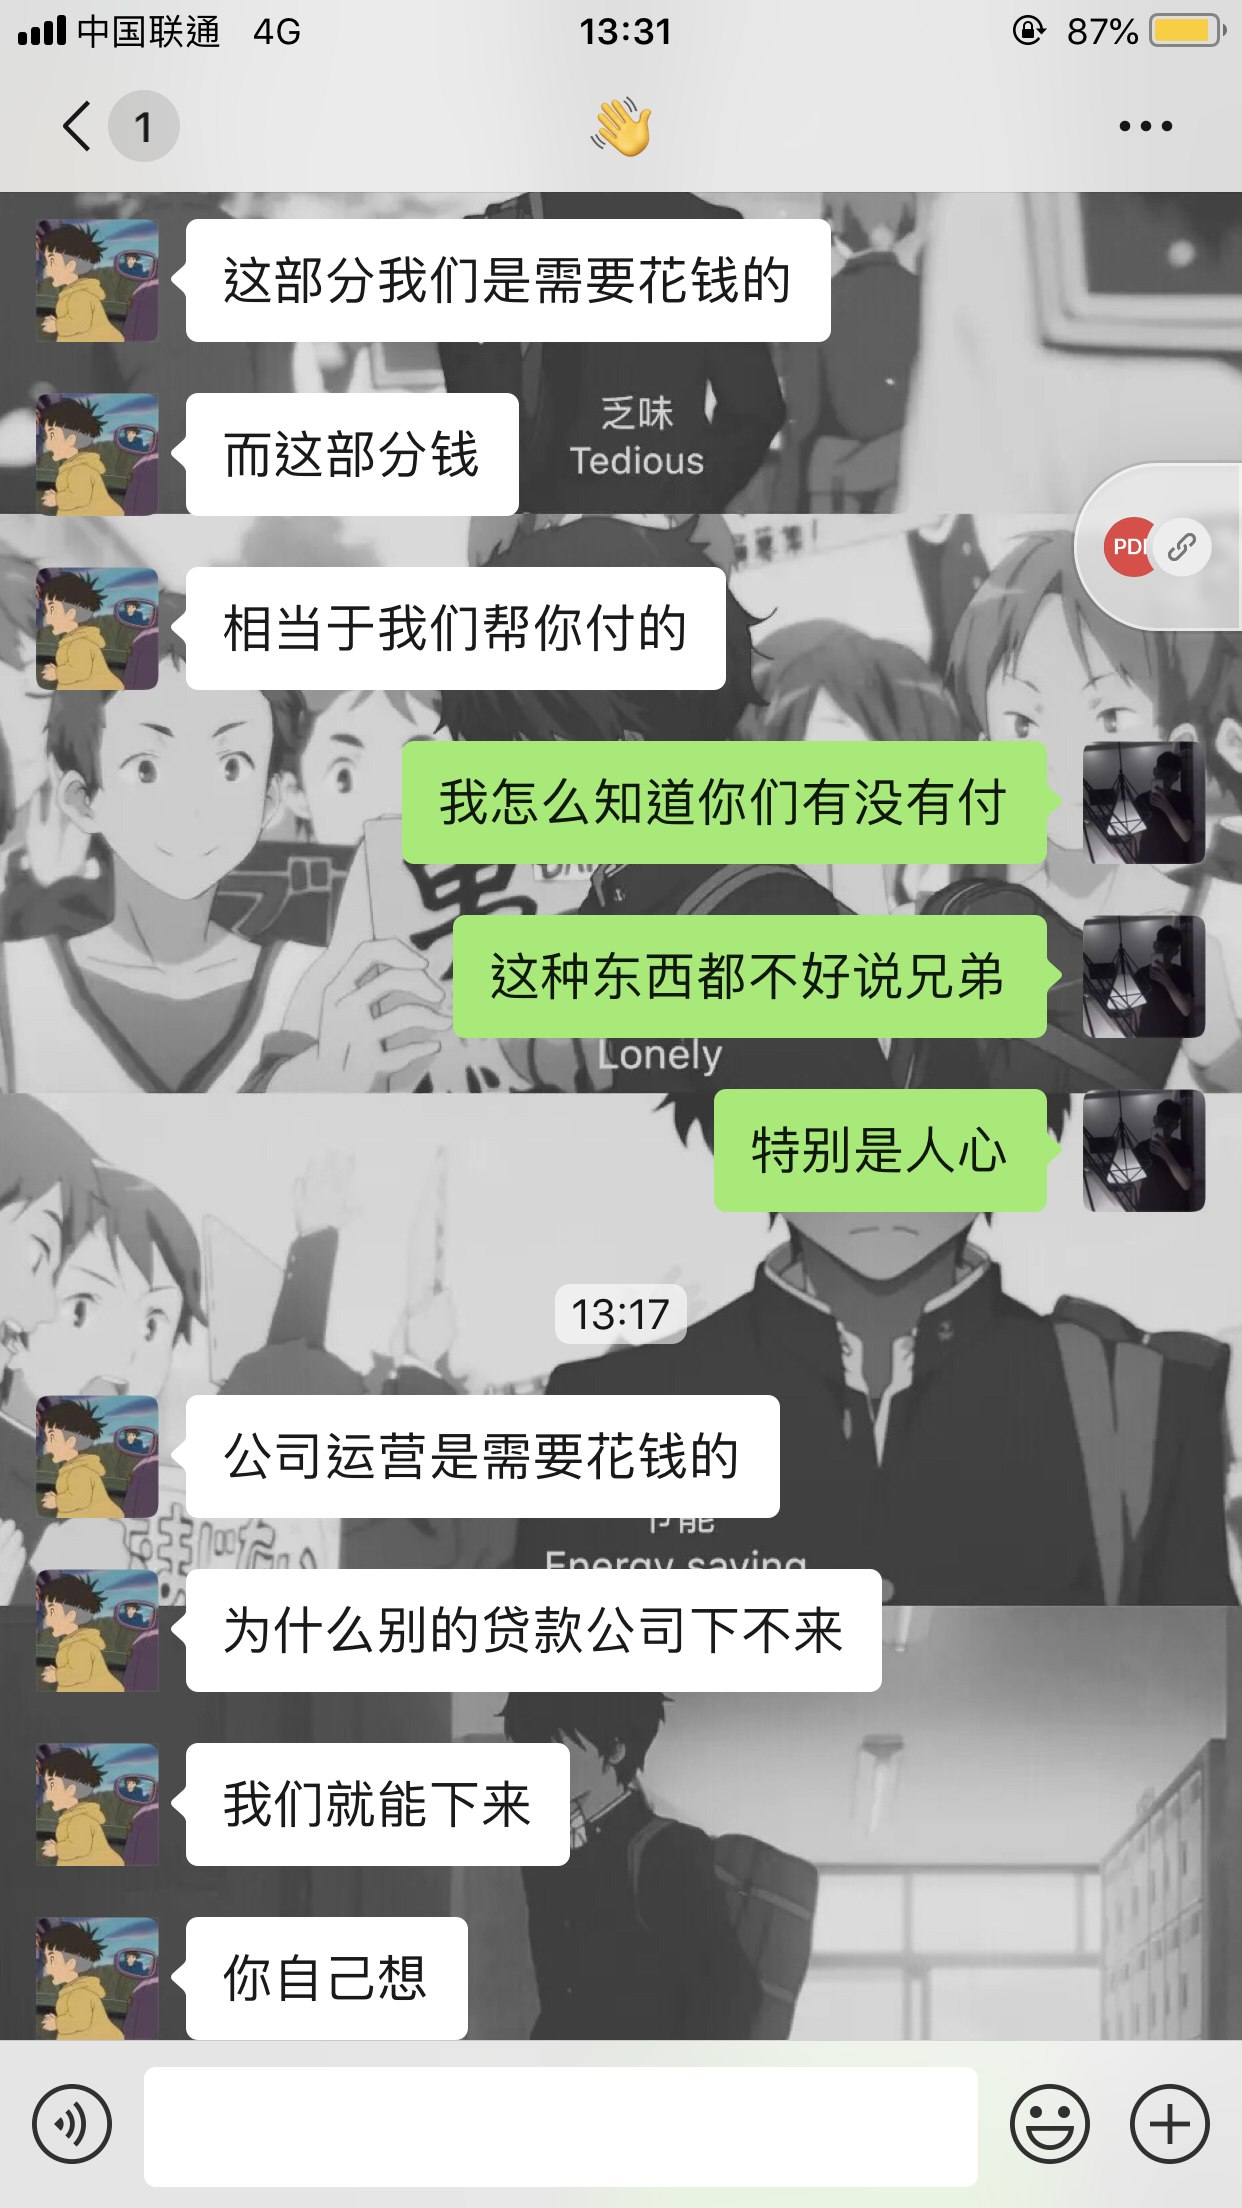 中国联通 4G 13:31 87%
1 👋
这部分我们是需要花钱的
乏味
而这部分钱
Tedious
PDF
相当于我们帮你付的
我怎么知道你们有没有付
男
这种东西都不好说兄弟
Lonely
特别是人心
13:17
公司运营是需要花钱的
节能
Energy saving
为什么别的贷款公司下不来
我们就能下来
你自己想